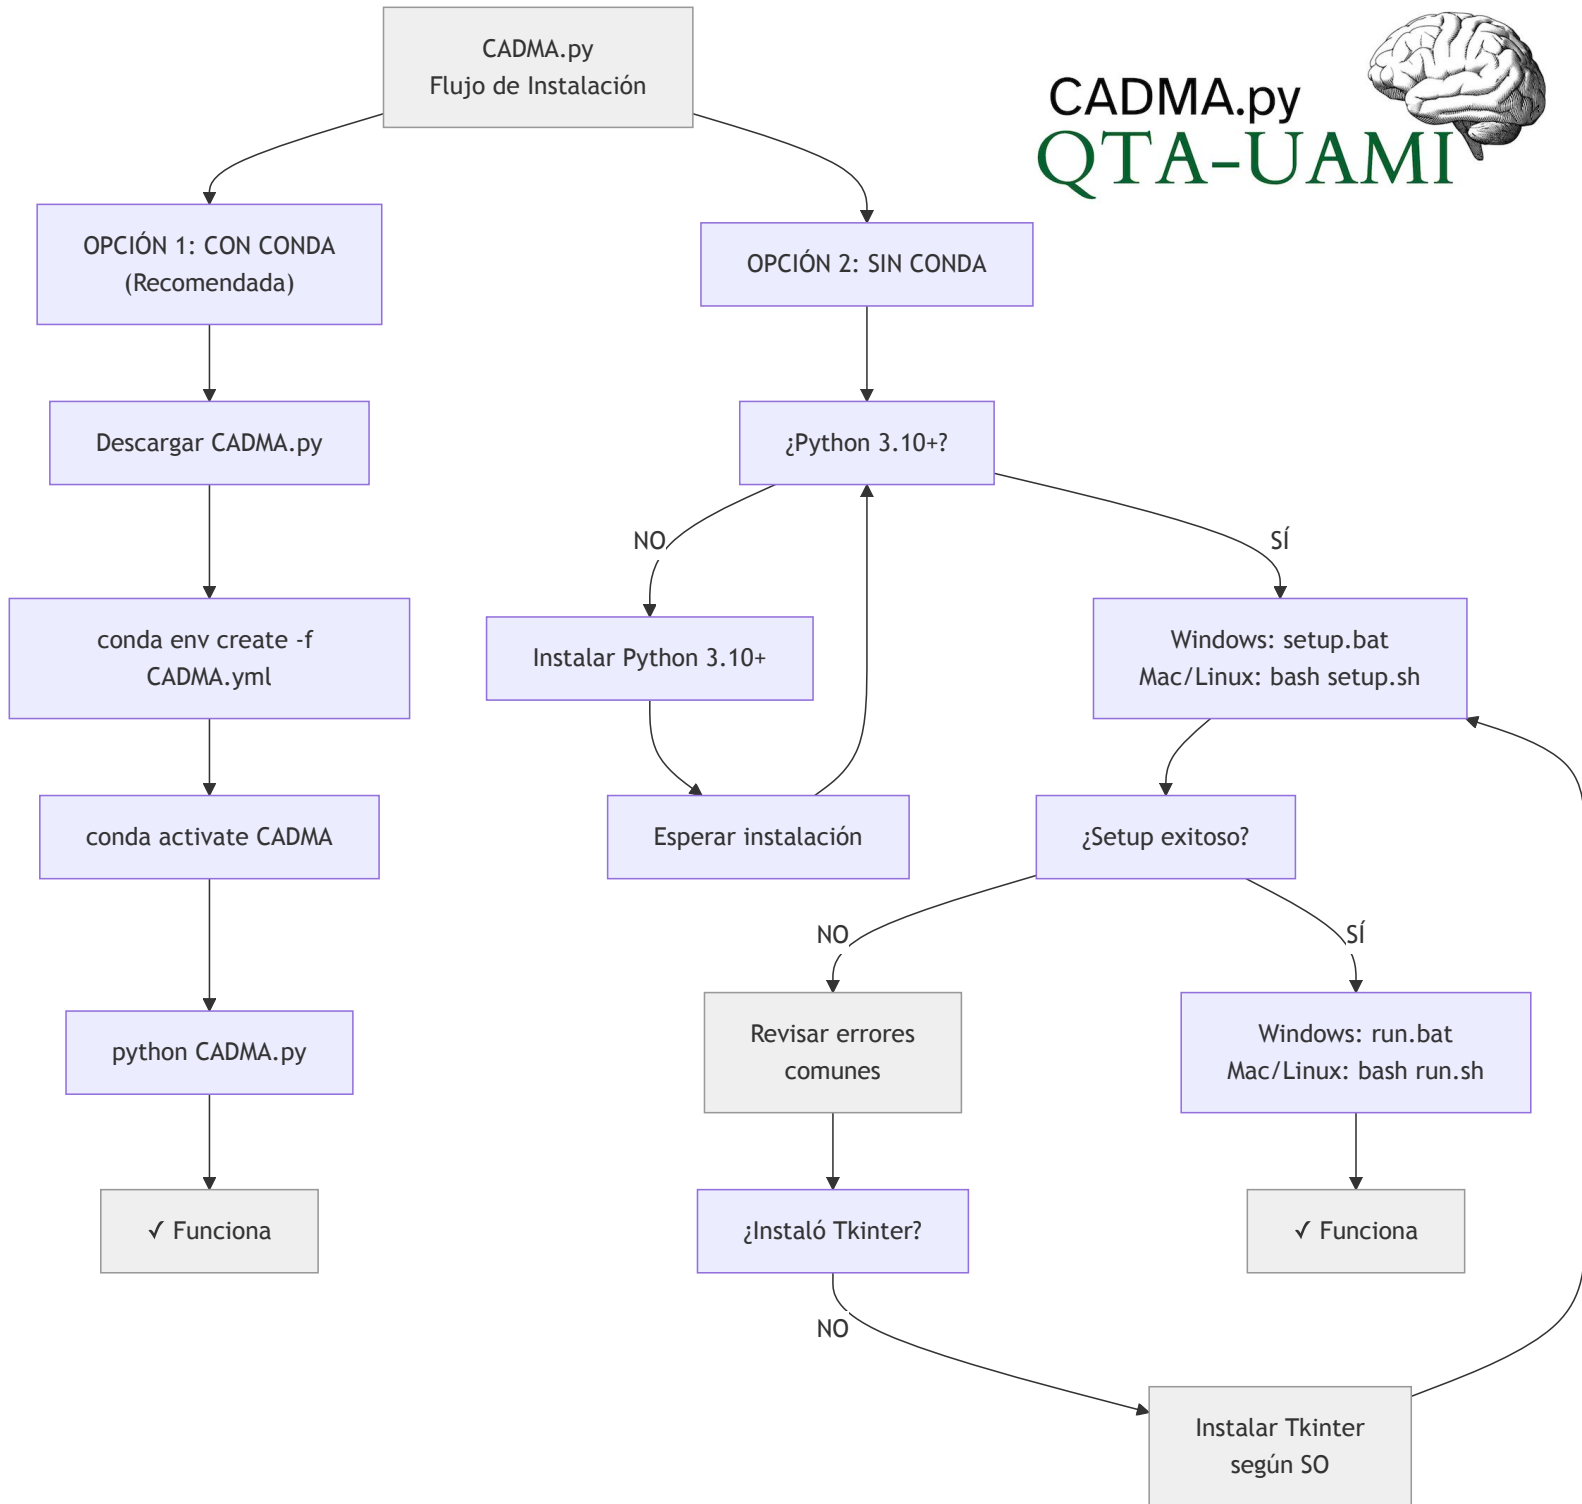 CADMA.py
Flujo de Instalación
CADMA.py
QTA-UAMI
OPCIÓN 1: CON CONDA
(Recomendada)
OPCIÓN 2: SIN CONDA
Descargar CADMA.py
¿Python 3.10+?
NO
SÍ
conda env create -f
CADMA.yml
Instalar Python 3.10+
Windows: setup.bat
Mac/Linux: bash setup.sh
conda activate CADMA
Esperar instalación
¿Setup exitoso?
NO
SÍ
python CADMA.py
Revisar errores
comunes
Windows: run.bat
Mac/Linux: bash run.sh
✓ Funciona
¿Instaló Tkinter?
✓ Funciona
NO
Instalar Tkinter
según SO